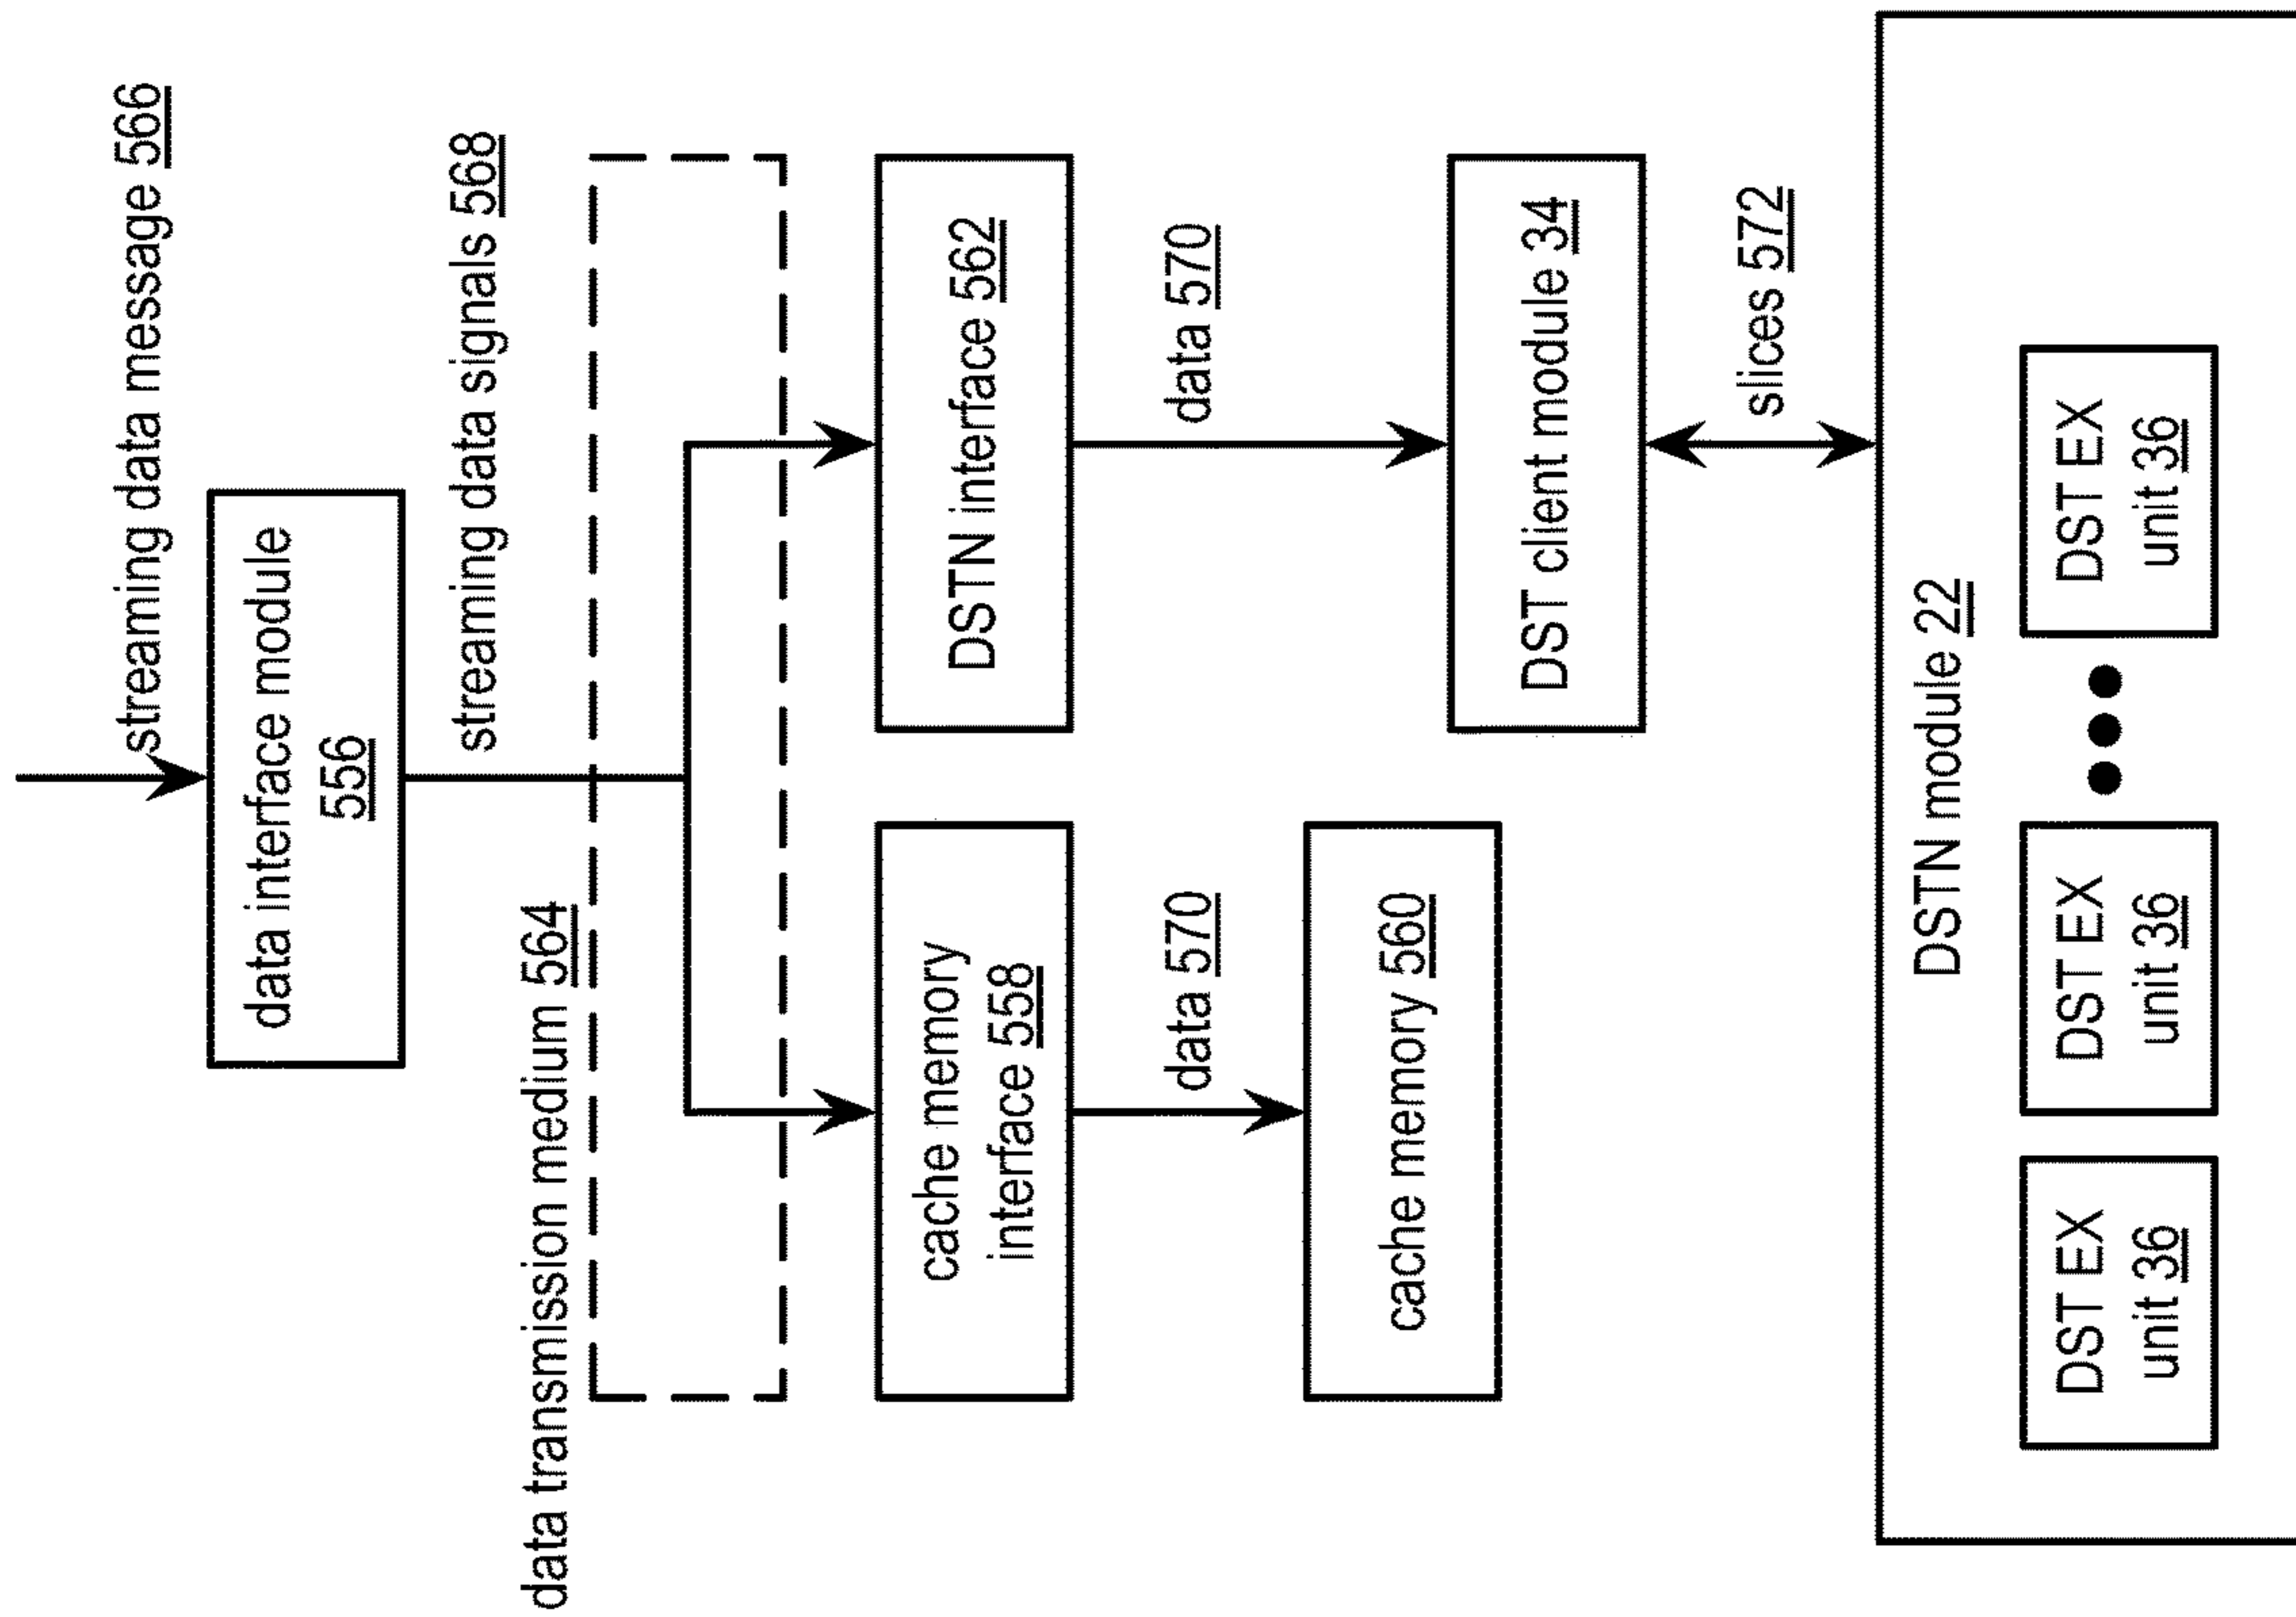 streaming data message 566
data interface module
556
streaming data signals 568
data transmission medium 564
cache memory
interface 558
DSTN interface 562
data 570
data 570
cache memory 560
DST client module 34
slices 572
DSTN module 22
DST EX
unit 36
DST EX
unit 36
DST EX
unit 36